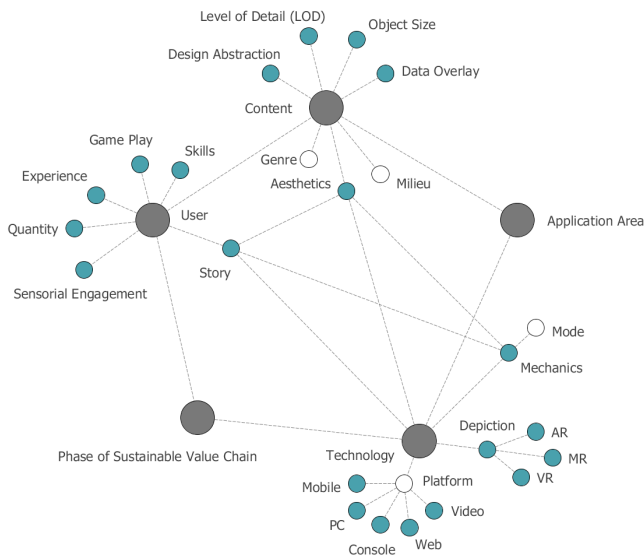 Level of Detail (LOD)
Object Size
Design Abstraction
Data Overlay
Content
Game Play
Skills
Genre
Aesthetics
Milieu
Experience
User
Application Area
Quantity
Story
Sensorial Engagement
Mode
Mechanics
Depiction
AR
Phase of Sustainable Value Chain
Technology
MR
VR
Mobile
Platform
PC
Video
Console
Web